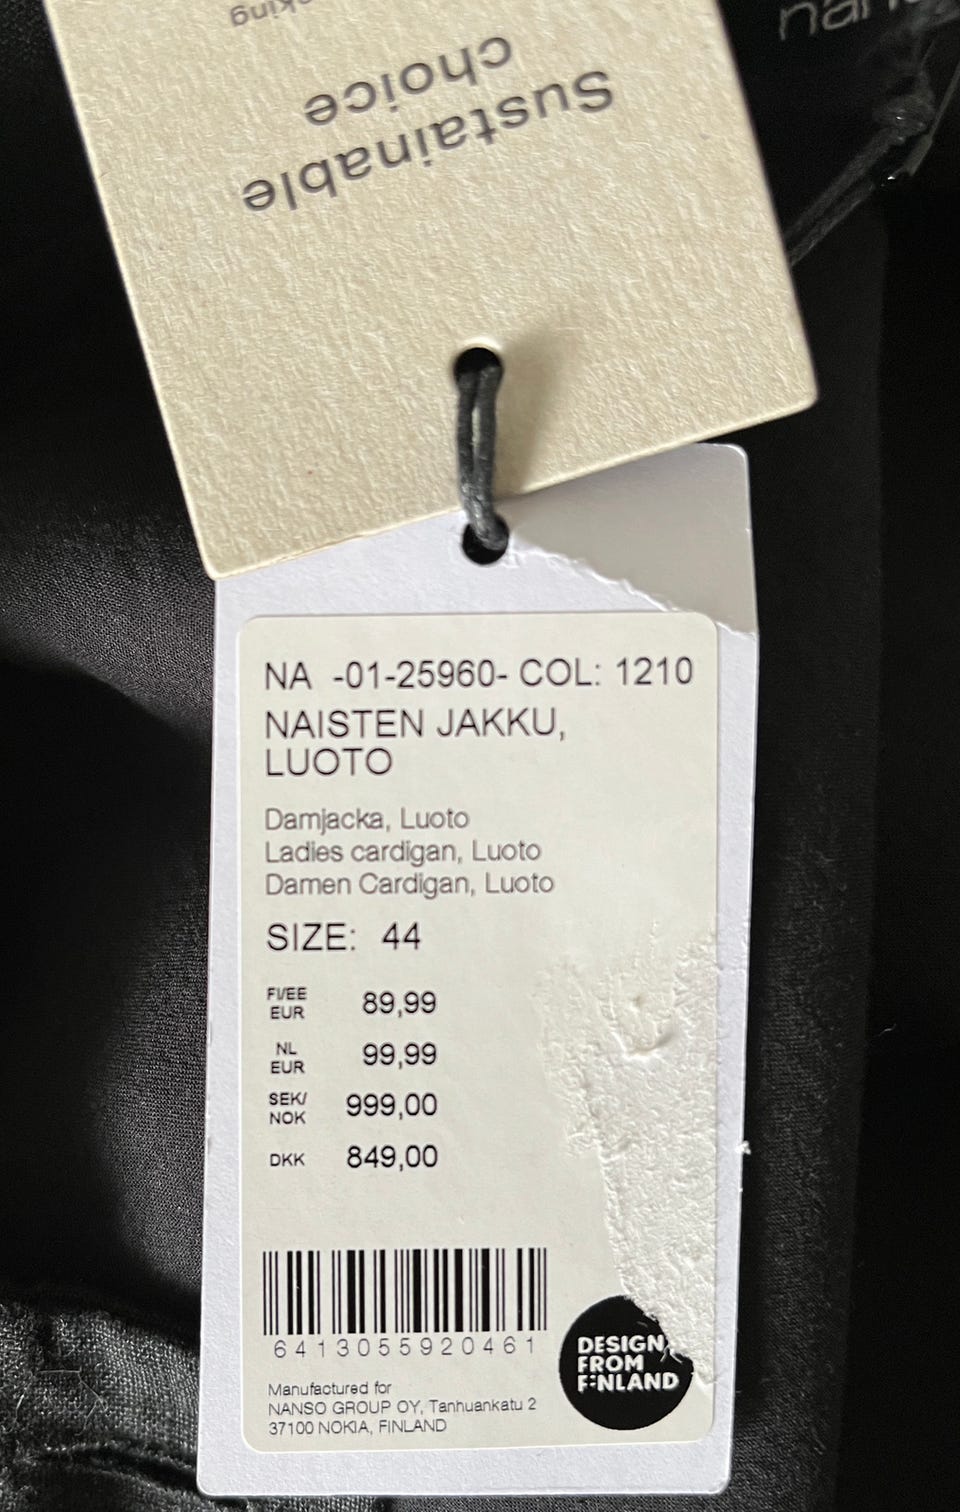 Sustainable
choice
NA -01-25960- COL: 1210
NAISTEN JAKKU,
LUOTO
Damjacka, Luoto
Ladies cardigan, Luoto
Damen Cardigan, Luoto
SIZE: 44
FI/EE
EUR 89,99
NL
EUR 99,99
SEK/
NOK 999,00
DKK 849,00
6413055920461
Manufactured for
NANSO GROUP OY, Tanhuankatu 2
37100 NOKIA, FINLAND
DESIGN
FROM
FINLAND